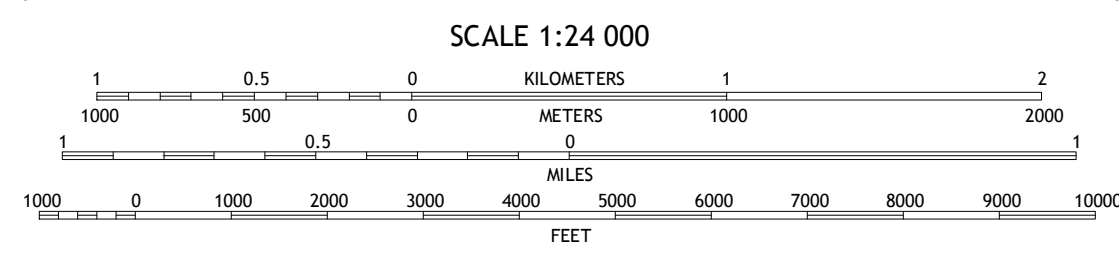 SCALE 1:24 000
1 0.5 0 KILOMETERS 1 2
1000 500 0 METERS 1000 2000
1 0.5 0 1
MILES
1000 0 1000 2000 3000 4000 5000 6000 7000 8000 9000 10000
FEET